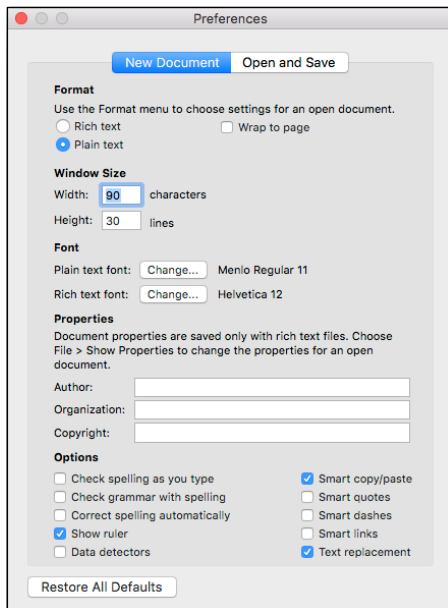 Preferences
New Document Open and Save
Format
Use the Format menu to choose settings for an open document.
Rich text Wrap to page
Plain text
Window Size
Width: 90 characters
Height: 30 lines
Font
Plain text font: Change... Menlo Regular 11
Rich text font: Change... Helvetica 12
Properties
Document properties are saved only with rich text files. Choose
File > Show Properties to change the properties for an open
document.
Author:
Organization:
Copyright:
Options
Check spelling as you type Smart copy/paste
Check grammar with spelling Smart quotes
Correct spelling automatically Smart dashes
Show ruler Smart links
Data detectors Text replacement
Restore All Defaults